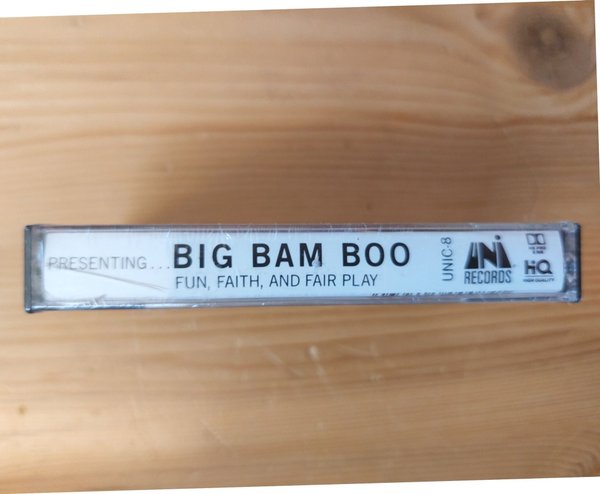 PRESENTING...BIG BAM BOO
FUN, FAITH, AND FAIR PLAY
UNIC-8
UNI
RECORDS
HQ
HIGH QUALITY